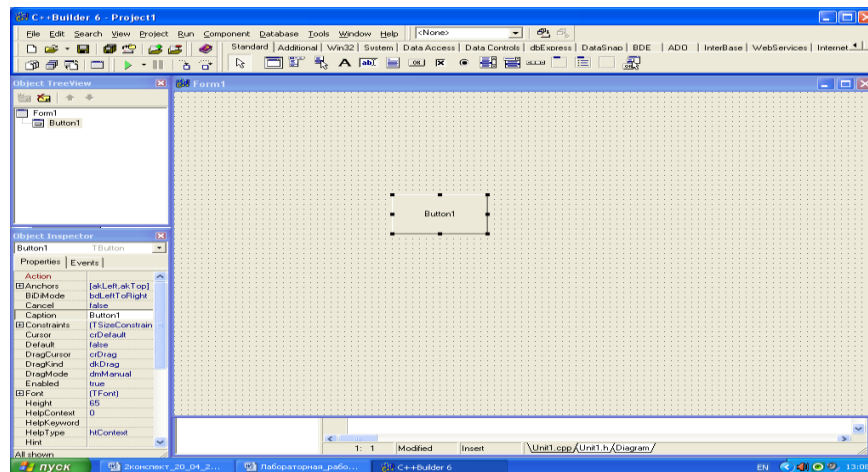 C++Builder 6 - Project1
File Edit Search View Project Run Component Database Tools Window Help <None>
Standard Additional Win32 System Data Access Data Controls dbExpress DataSnap BDE ADO InterBase WebServices Internet
Object TreeView
Form1
Form1
Button1
Button1
Object Inspector
Button1 TButton
Properties Events
Action
Anchors [akLeft,akTop]
BiDiMode bdLeftToRight
Cancel false
Caption Button1
Constraints (TSizeConstrain
Cursor crDefault
Default false
DragCursor crDrag
DragKind dkDrag
DragMode dmManual
Enabled true
Font (TFont)
Height 65
HelpContext 0
HelpKeyword
HelpType htContext
Hint
All shown
1: 1 Modified Insert Unit1.cpp Unit1.h Diagram
пуск 2конспект_20_04_2... Лабораторная_рабо... C++Builder 6 EN 13:00